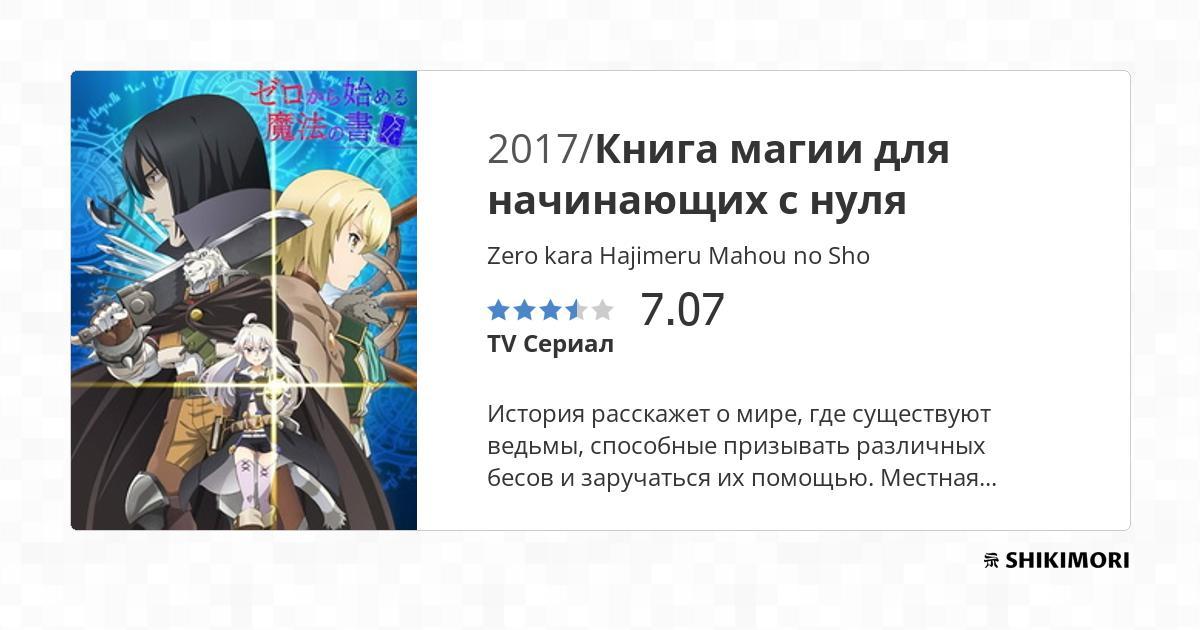 ゼロから始める
魔法の書
2017/Книга магии для
начинающих с нуля
Zero kara Hajimeru Mahou no Sho
7.07
TV Сериал
История расскажет о мире, где существуют
ведьмы, способные призывать различных
бесов и заручаться их помощью. Местная...
SHIKIMORI